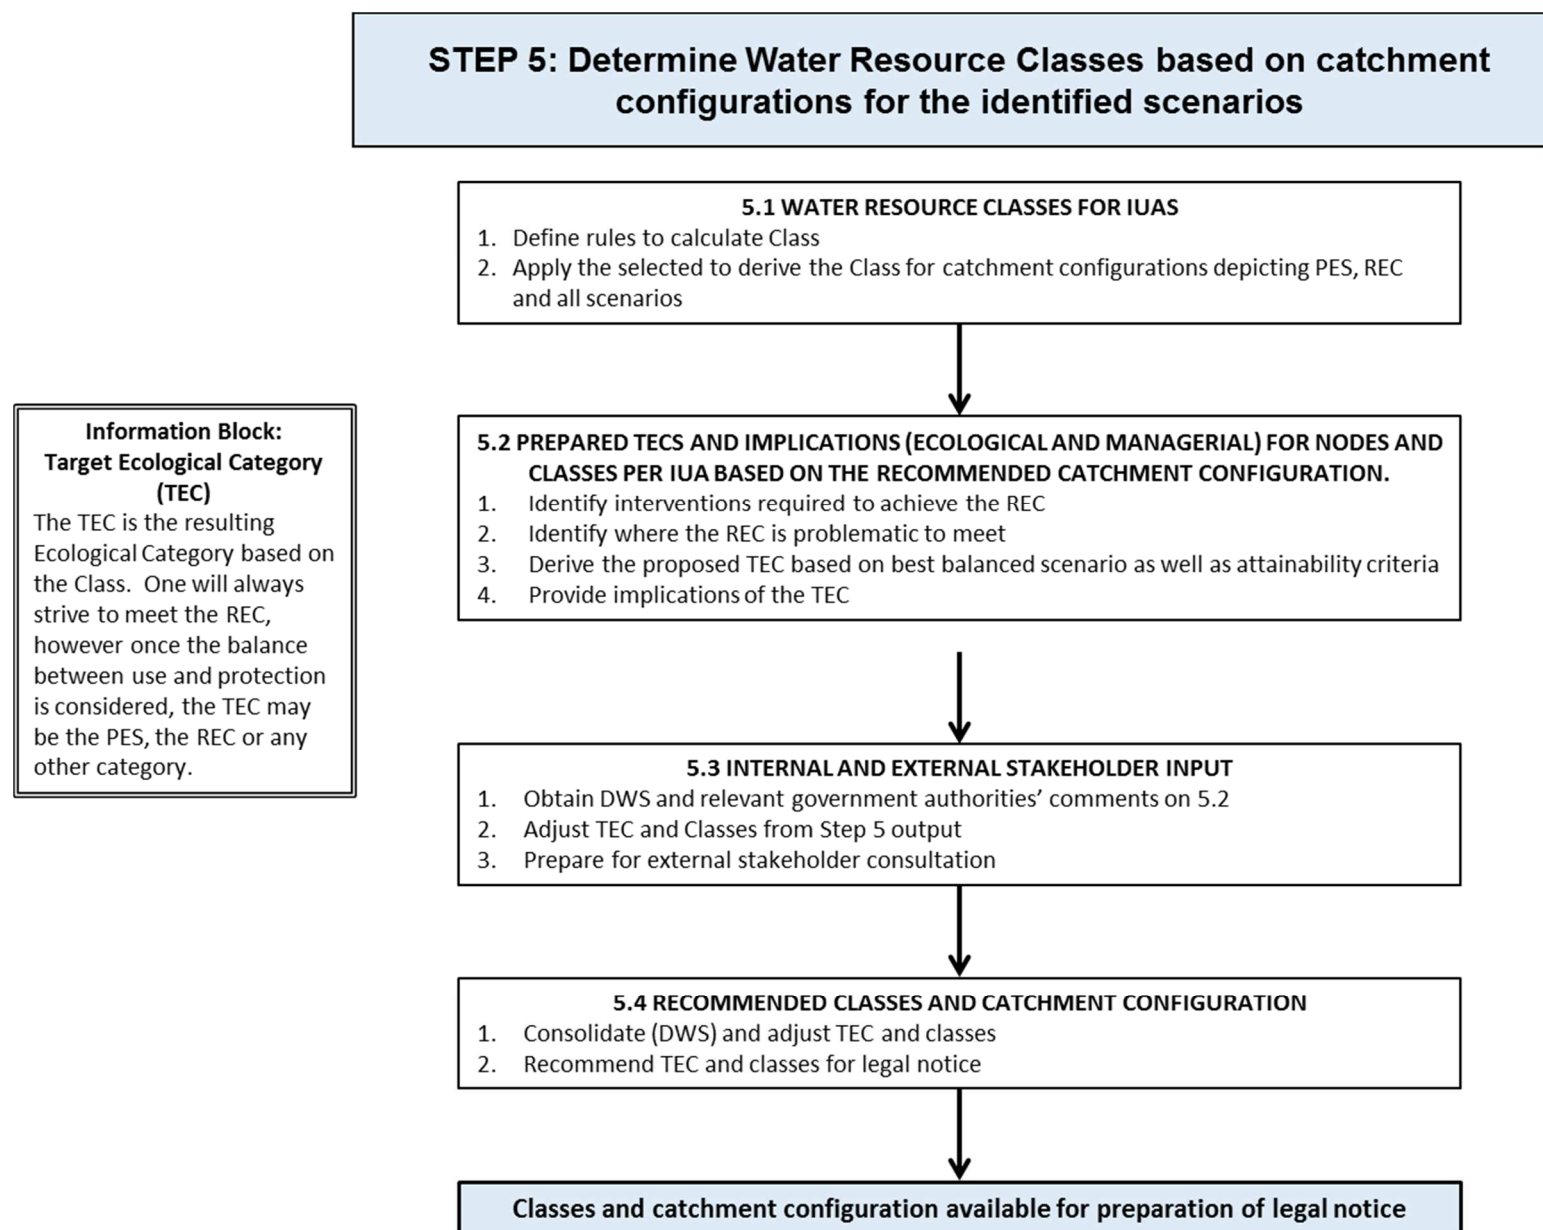 STEP 5: Determine Water Resource Classes based on catchment
configurations for the identified scenarios
5.1 WATER RESOURCE CLASSES FOR IUAS
1. Define rules to calculate Class
2. Apply the selected to derive the Class for catchment configurations depicting PES, REC
and all scenarios
Information Block:
Target Ecological Category
(TEC)
The TEC is the resulting
Ecological Category based on
the Class. One will always
strive to meet the REC,
however once the balance
between use and protection
is considered, the TEC may
be the PES, the REC or any
other category.
5.2 PREPARED TECS AND IMPLICATIONS (ECOLOGICAL AND MANAGERIAL) FOR NODES AND
CLASSES PER IUA BASED ON THE RECOMMENDED CATCHMENT CONFIGURATION.
1. Identify interventions required to achieve the REC
2. Identify where the REC is problematic to meet
3. Derive the proposed TEC based on best balanced scenario as well as attainability criteria
4. Provide implications of the TEC
5.3 INTERNAL AND EXTERNAL STAKEHOLDER INPUT
1. Obtain DWS and relevant government authorities’ comments on 5.2
2. Adjust TEC and Classes from Step 5 output
3. Prepare for external stakeholder consultation
5.4 RECOMMENDED CLASSES AND CATCHMENT CONFIGURATION
1. Consolidate (DWS) and adjust TEC and classes
2. Recommend TEC and classes for legal notice
Classes and catchment configuration available for preparation of legal notice